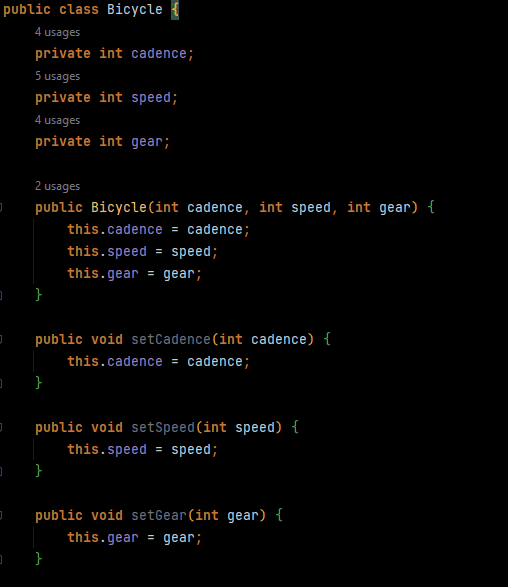 public class Bicycle {
4 usages
private int cadence;
5 usages
private int speed;
4 usages
private int gear;
2 usages
public Bicycle(int cadence, int speed, int gear) {
this.cadence = cadence;
this.speed = speed;
this.gear = gear;
}
public void setCadence(int cadence) {
this.cadence = cadence;
}
public void setSpeed(int speed) {
this.speed = speed;
}
public void setGear(int gear) {
this.gear = gear;
}